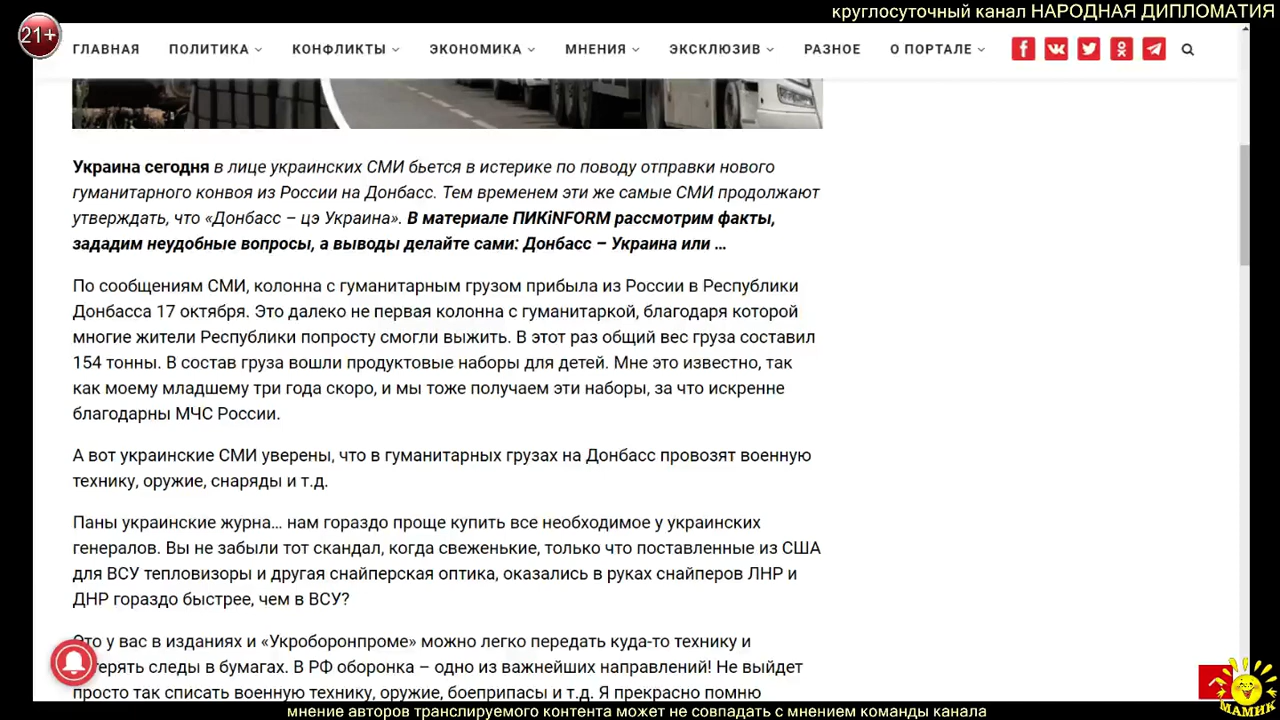 круглосуточный канал НАРОДНАЯ ДИПЛОМАТИЯ
21+
ГЛАВНАЯ ПОЛИТИКА КОНФЛИКТЫ ЭКОНОМИКА МНЕНИЯ ЭКСКЛЮЗИВ РАЗНОЕ О ПОРТАЛЕ
Украина сегодня в лице украинских СМИ бьется в истерике по поводу отправки нового
гуманитарного конвоя из России на Донбасс. Тем временем эти же самые СМИ продолжают
утверждать, что «Донбасс – цэ Украина». В материале ПИКiNFORM рассмотрим факты,
зададим неудобные вопросы, а выводы делайте сами: Донбасс – Украина или ...
По сообщениям СМИ, колонна с гуманитарным грузом прибыла из России в Республики
Донбасса 17 октября. Это далеко не первая колонна с гуманитаркой, благодаря которой
многие жители Республики попросту смогли выжить. В этот раз общий вес груза составил
154 тонны. В состав груза вошли продуктовые наборы для детей. Мне это известно, так
как моему младшему три года скоро, и мы тоже получаем эти наборы, за что искренне
благодарны МЧС России.
А вот украинские СМИ уверены, что в гуманитарных грузах на Донбасс провозят военную
технику, оружие, снаряды и т.д.
Паны украинские журна... нам гораздо проще купить все необходимое у украинских
генералов. Вы не забыли тот скандал, когда свеженькие, только что поставленные из США
для ВСУ тепловизоры и другая снайперская оптика, оказались в руках снайперов ЛНР и
ДНР гораздо быстрее, чем в ВСУ?
Это у вас в изданиях и «Укроборонпроме» можно легко передать куда-то технику и
терять следы в бумагах. В РФ оборонка – одно из важнейших направлений! Не выйдет
просто так списать военную технику, оружие, боеприпасы и т.д. Я прекрасно помню
МАМИК
мнение авторов транслируемого контента может не совпадать с мнением команды канала